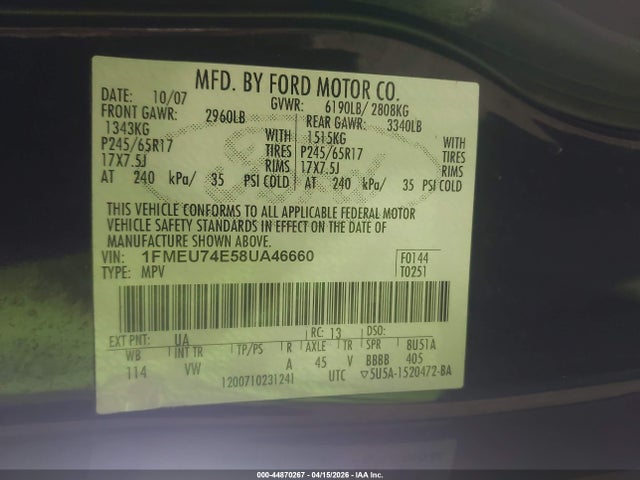 MFD. BY FORD MOTOR CO.
DATE: 10/07 GVWR: 6190LB/ 2808KG
FRONT GAWR: 2960LB REAR GAWR: 3340LB
1343KG WITH 1515KG WITH
P245/65R17 TIRES P245/65R17 TIRES
17X7.5J RIMS 17X7.5J RIMS
AT 240 kPa/ 35 PSI COLD AT 240 kPa/ 35 PSI COLD
THIS VEHICLE CONFORMS TO ALL APPLICABLE FEDERAL MOTOR
VEHICLE SAFETY STANDARDS IN EFFECT ON THE DATE OF
MANUFACTURE SHOWN ABOVE.
VIN: 1FMEU74E58UA46660 F0144
TYPE: MPV T0251
EXT PNT: UA RC: 13 DSO:
WB INT TR TP/PS R AXLE TR SPR 8U51A
114 VW A 45 V BBBB 405
1200710231241 UTC ▽5U5A-1520472-BA
000-44870267 - 04/15/2026 - IAA Inc.